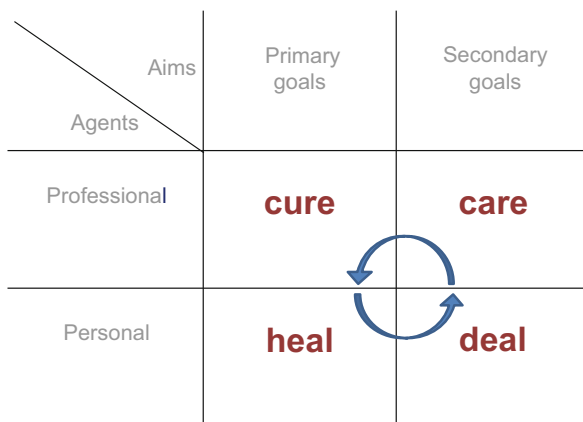 Aims
Primary
goals
Secondary
goals
Agents
Professional
cure
care
Personal
heal
deal